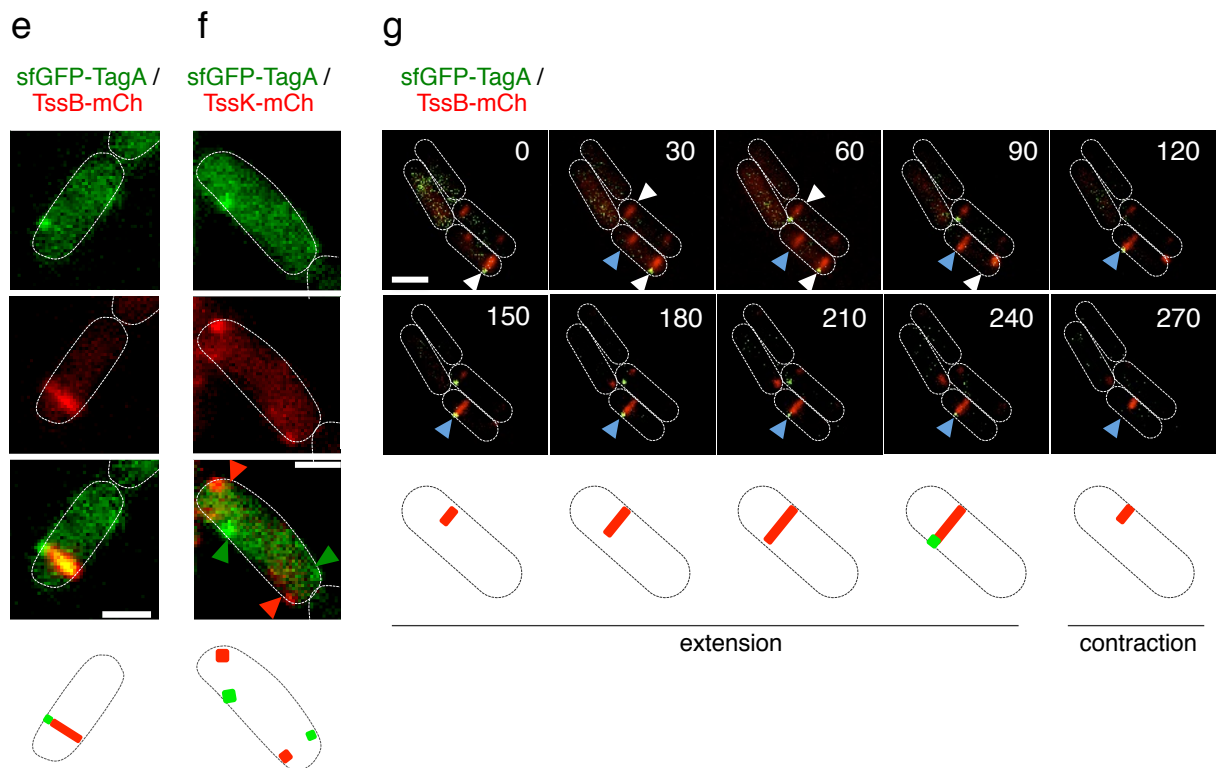 e
f
g
sfGFP-TagA /
TssB-mCh
sfGFP-TagA /
TssK-mCh
sfGFP-TagA /
TssB-mCh
0
30
60
90
120
150
180
210
240
270
extension
contraction